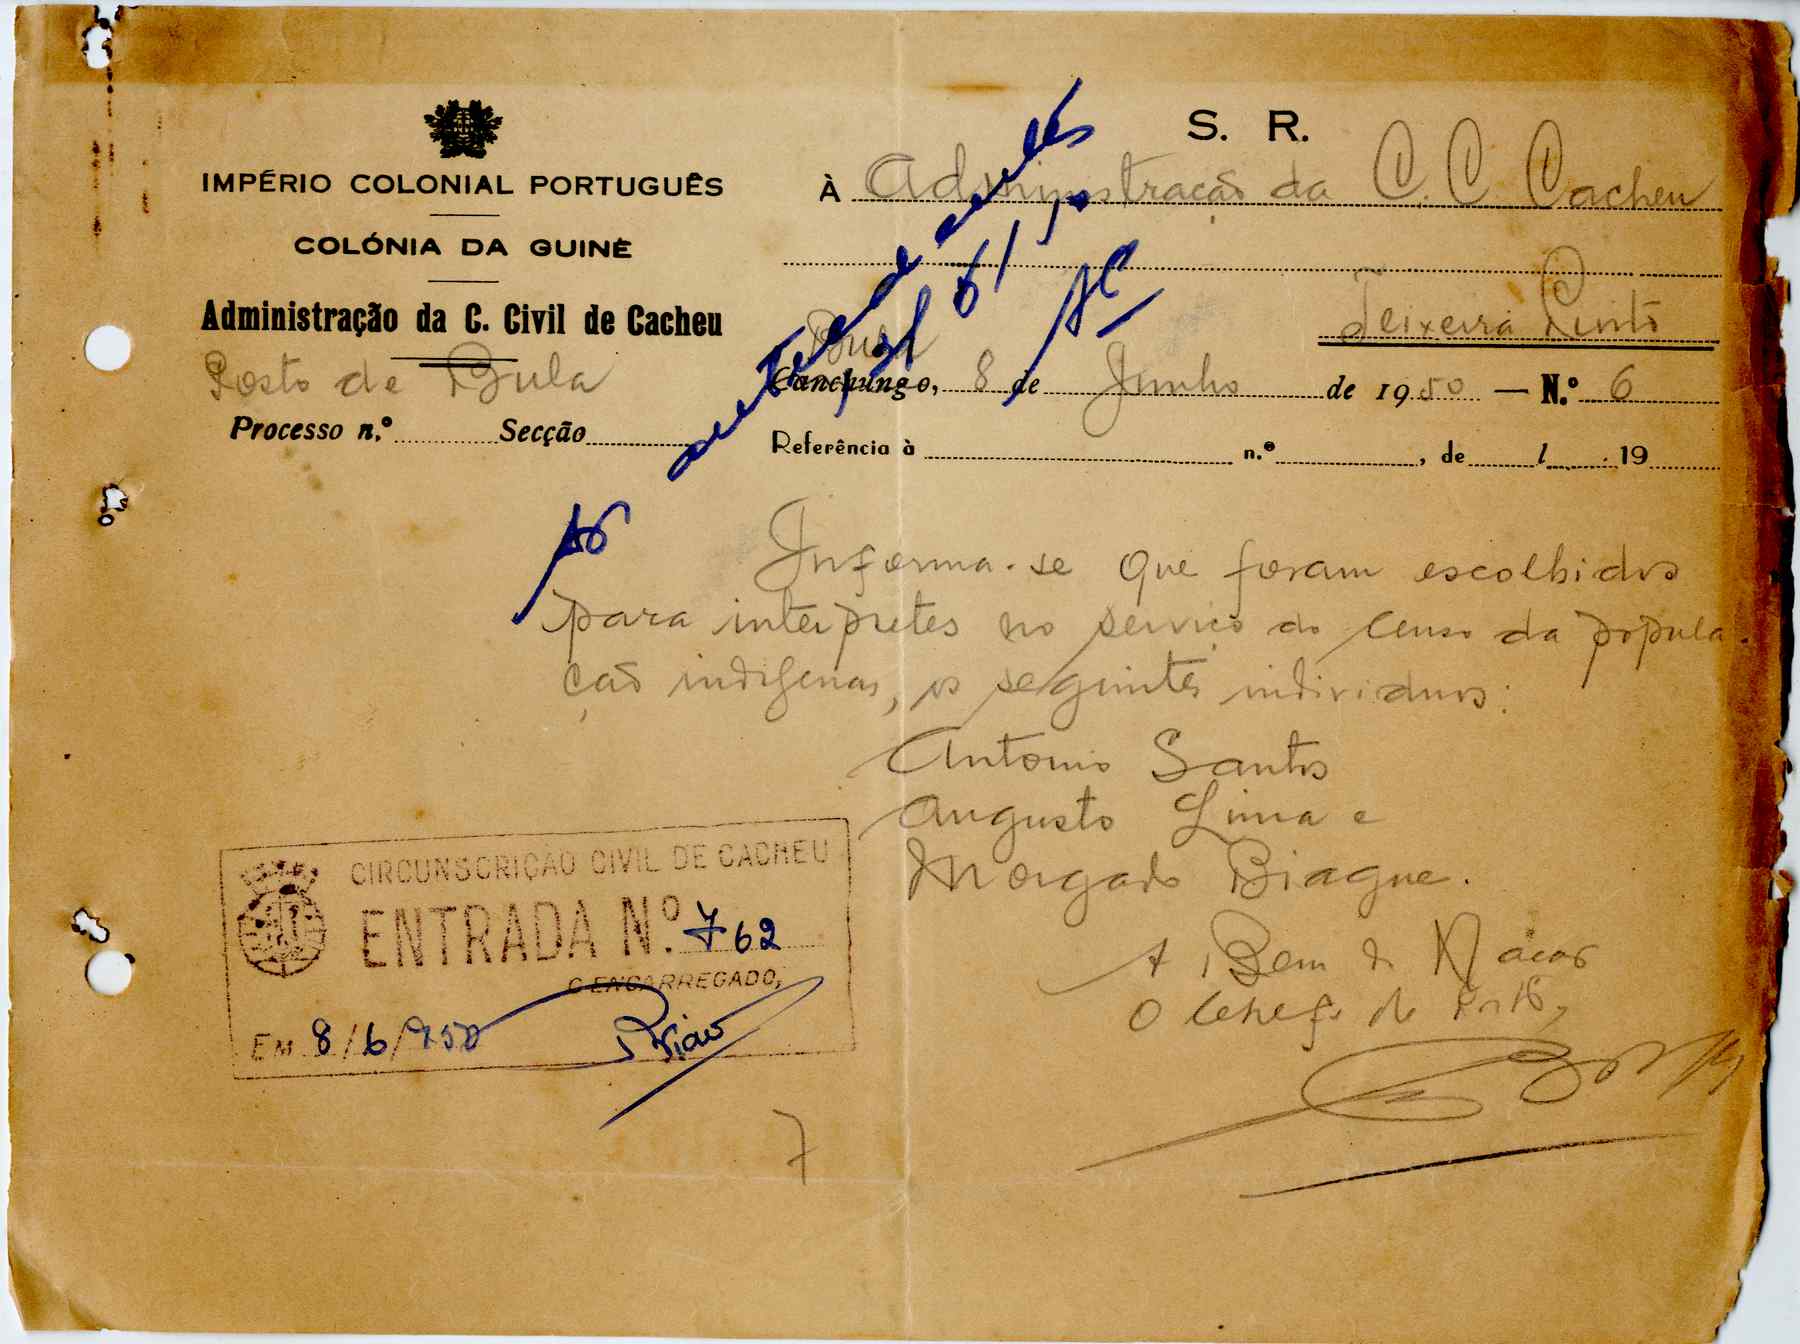 S. R.
IMPÉRIO COLONIAL PORTUGUÊS
COLÓNIA DA GUINÉ
Administração da C. Civil de Cacheu
Posto de Bula
Processo n.º Secção
À Administração da C. C. Cacheu
Teixeira Pinto
Bula
Canchungo, 8 de Junho de 1950 — N.º 6
Referência à n.º , de / 19
Informa-se que foram escolhidos
para interpretes no serviço do censo da popula-
ção indigenas, os seguintes individuos:
Antonio Santos
Augusto Lima e
Morgado Biague.
A Bem da Nação
O Chefe do Posto,
CIRCUNSCRIÇÃO CIVIL DE CACHEU
ENTRADA N.º 762
O ENCARREGADO,
EM 8/6/950
7